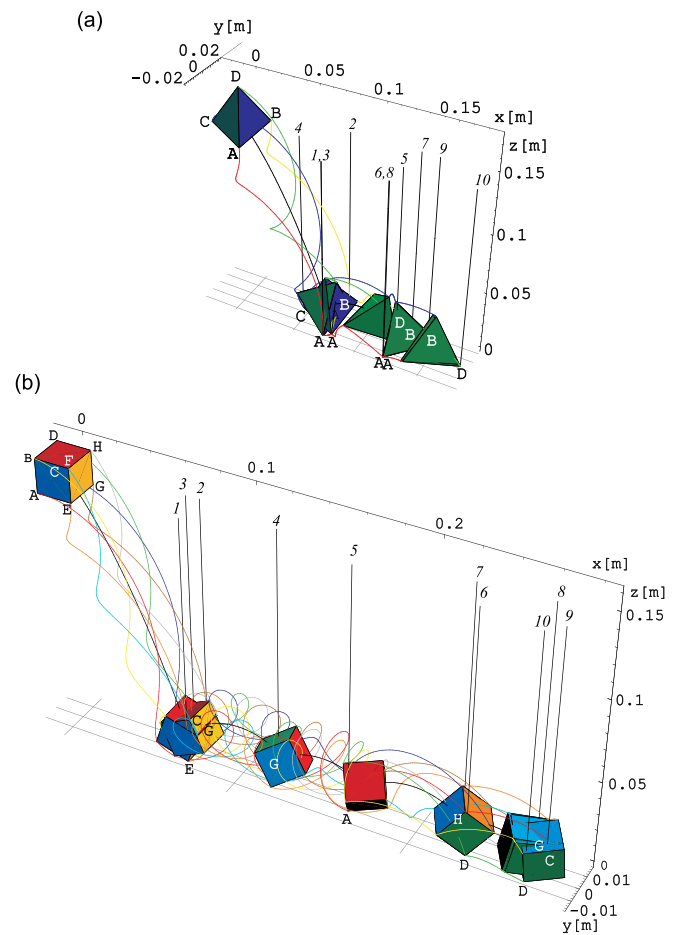 (a)
y[m]
0.02 0
0 0.05
-0.02
D
0.1
0.15
x[m]
C B
4 2 7
1,3 5 9
z[m]
A
6,8 10
0.15
0.1
0.05
B
C D B B
0
A A A A D
(b)
0
D
B F H
C
A G
E
0.1
3 2
1
4
0.2
5
x[m]
7 8 z[m]
6
10 9
0.15
0.1
C
G
E
G
0.05
A
H
G
D C
0
0.01
D
0
-0.01
y[m]